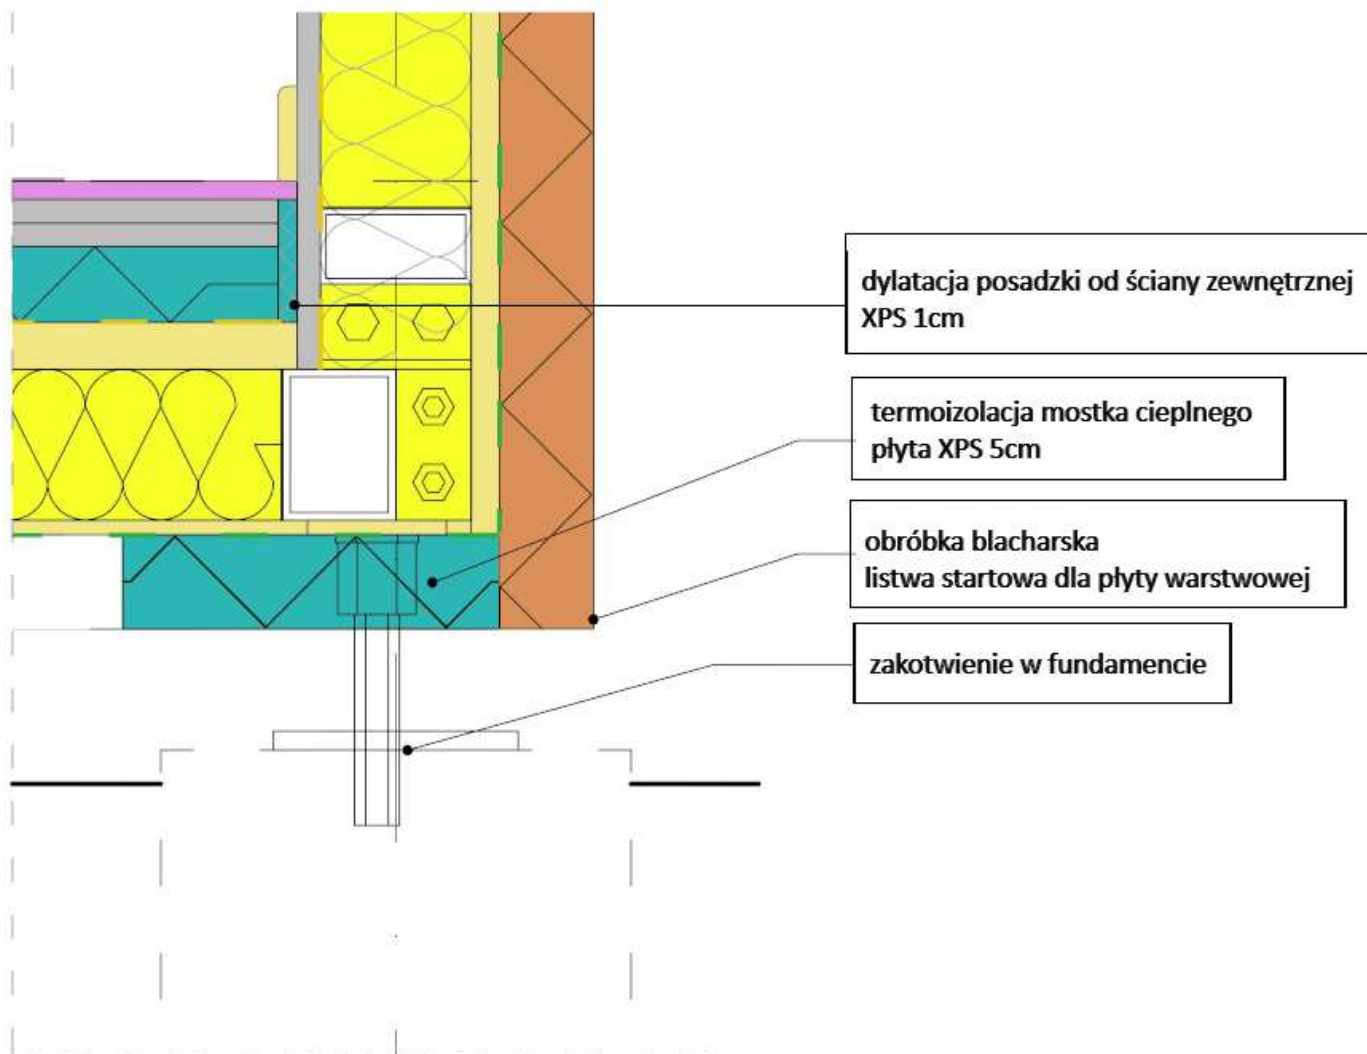 dylatacja posadzki od ściany zewnętrznej
XPS 1cm
termoizolacja mostka cieplnego
płyta XPS 5cm
obróbka blacharska
listwa startowa dla płyty warstwowej
zakotwienie w fundamencie